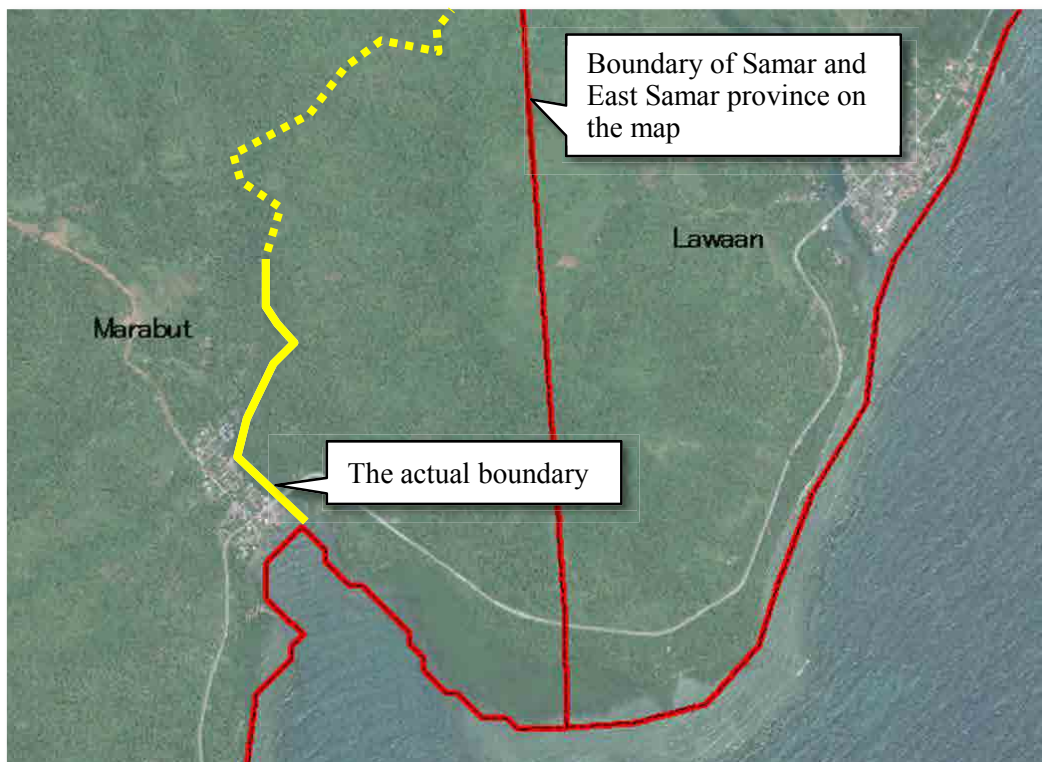 Boundary of Samar and
East Samar province on
the map
Lawaan
Marabut
The actual boundary